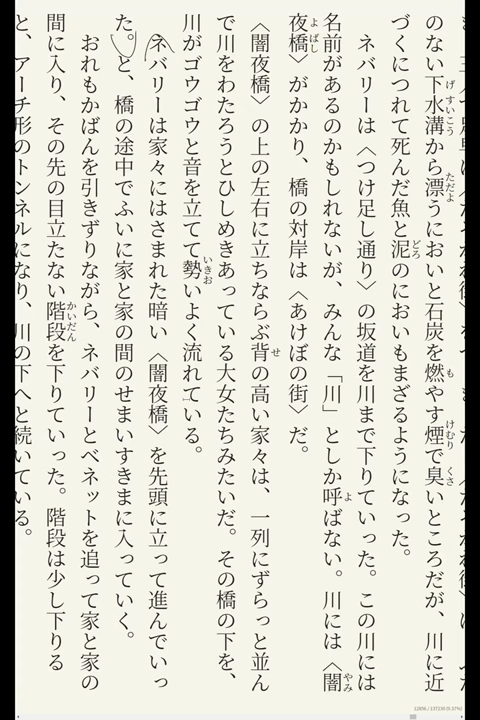 のない下水溝から漂うにおいと石炭を燃やす煙で臭いところだが、川に近
づくにつれて死んだ魚と泥のにおいもまざるようになった。
ネバリーは〈つけ足し通り〉の坂道を川まで下りていった。この川には
名前があるのかもしれないが、みんな「川」としか呼ばない。川には〈闇
夜橋〉がかかり、橋の対岸は〈あけぼの街〉だ。
〈闇夜橋〉の上の左右に立ちならぶ背の高い家々は、一列にずらっと並ん
で川をわたろうとひしめきあっている大女たちみたいだ。その橋の下を、
川がゴウゴウと音を立てて勢いよく流れている。
ネバリーは家々にはさまれた暗い〈闇夜橋〉を先頭に立って進んでいっ
た。と、橋の途中でふいに家と家の間のせまいすきまに入っていく。
おれもかばんを引きずりながら、ネバリーとベネットを追って家と家の
間に入り、その先の目立たない階段を下りていった。階段は少し下りる
と、アーチ形のトンネルになり、川の下へと続いている。